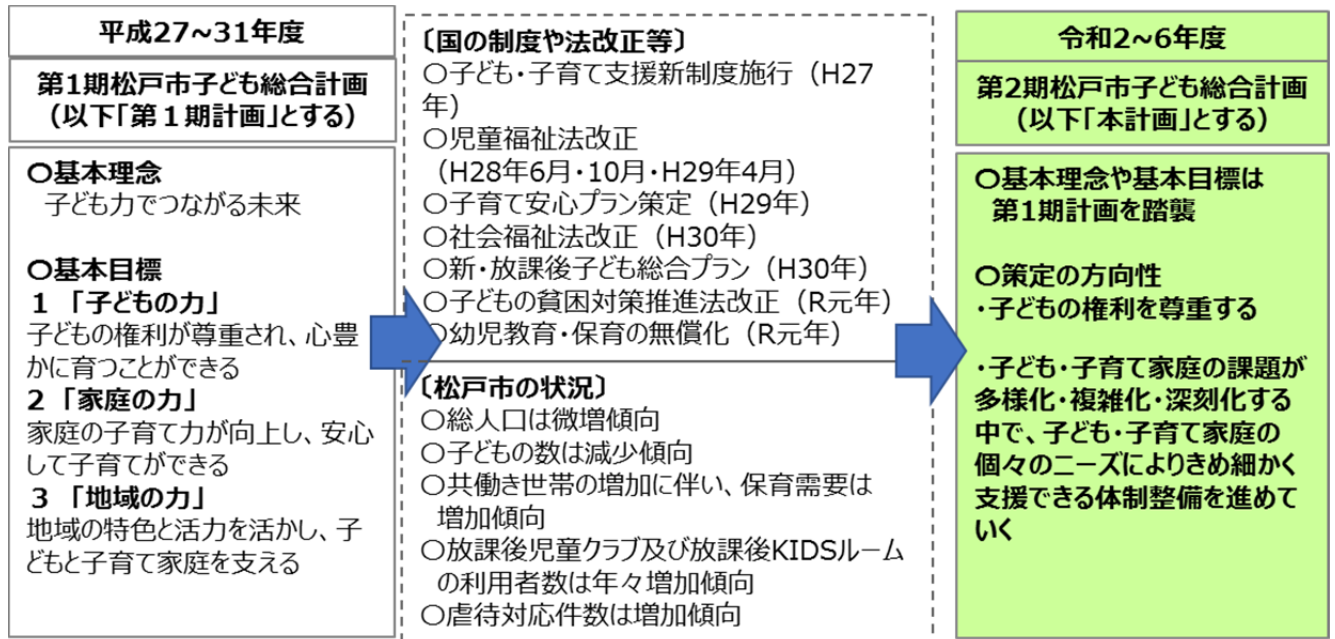 平成27~31年度
第1期松戸市子ども総合計画
（以下「第１期計画」とする）
〇基本理念
子ども力でつながる未来
〇基本目標
１ 「子どもの力」
子どもの権利が尊重され、心豊
かに育つことができる
２ 「家庭の力」
家庭の子育て力が向上し、安心
して子育てができる
３ 「地域の力」
地域の特色と活力を活かし、子
どもと子育て家庭を支える
〔国の制度や法改正等〕
〇子ども・子育て支援新制度施行（H27
年）
〇児童福祉法改正
（H28年6月・10月・H29年4月）
〇子育て安心プラン策定（H29年）
〇社会福祉法改正（H30年）
〇新・放課後子ども総合プラン（H30年）
〇子どもの貧困対策推進法改正（R元年）
〇幼児教育・保育の無償化（R元年）
〔松戸市の状況〕
〇総人口は微増傾向
〇子どもの数は減少傾向
〇共働き世帯の増加に伴い、保育需要は
増加傾向
〇放課後児童クラブ及び放課後KIDSルーム
の利用者数は年々増加傾向
〇虐待対応件数は増加傾向
令和2~6年度
第2期松戸市子ども総合計画
（以下「本計画」とする）
〇基本理念や基本目標は
第1期計画を踏襲
〇策定の方向性
・子どもの権利を尊重する
・子ども・子育て家庭の課題が
多様化・複雑化・深刻化する
中で、子ども・子育て家庭の
個々のニーズによりきめ細かく
支援できる体制整備を進めて
いく